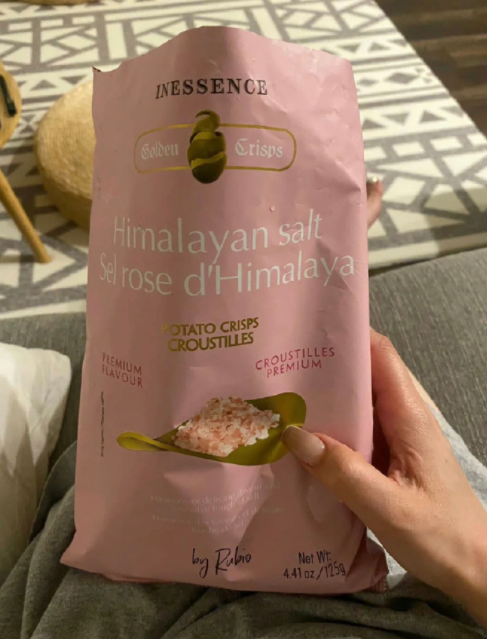 INESSENCE
Golden Crisps
Himalayan salt
Sel rose d'Himalaya
POTATO CRISPS
CROUSTILLES
PREMIUM
FLAVOUR
CROUSTILLES
PREMIUM
by Rubio
Net Wt:
4.41 oz/125g